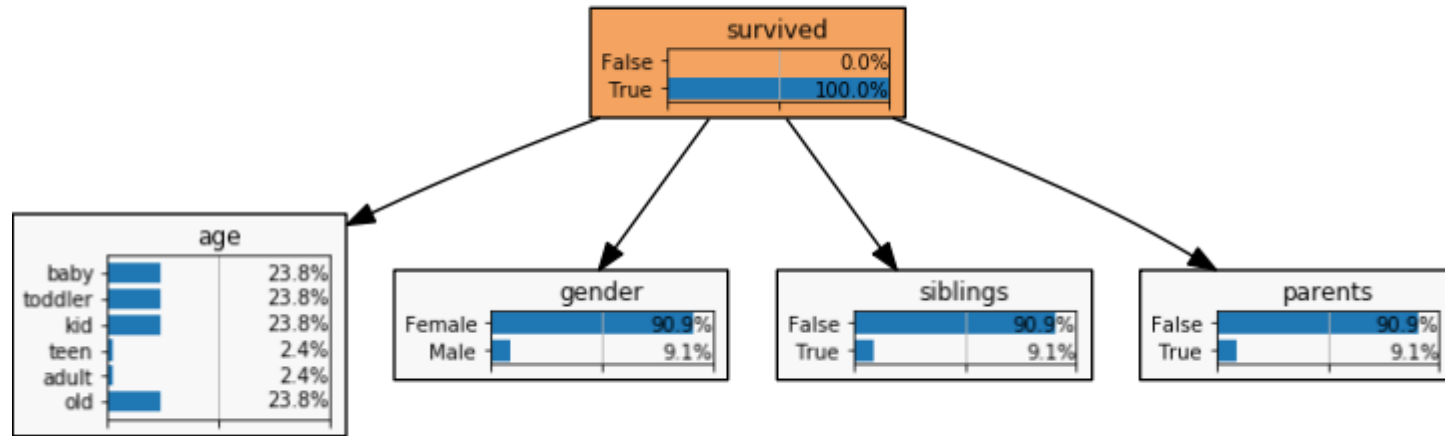 survived
False 0.0%
True 100.0%
age
baby 23.8%
toddler 23.8%
kid 23.8%
teen 2.4%
adult 2.4%
old 23.8%
gender
Female 90.9%
Male 9.1%
siblings
False 90.9%
True 9.1%
parents
False 90.9%
True 9.1%